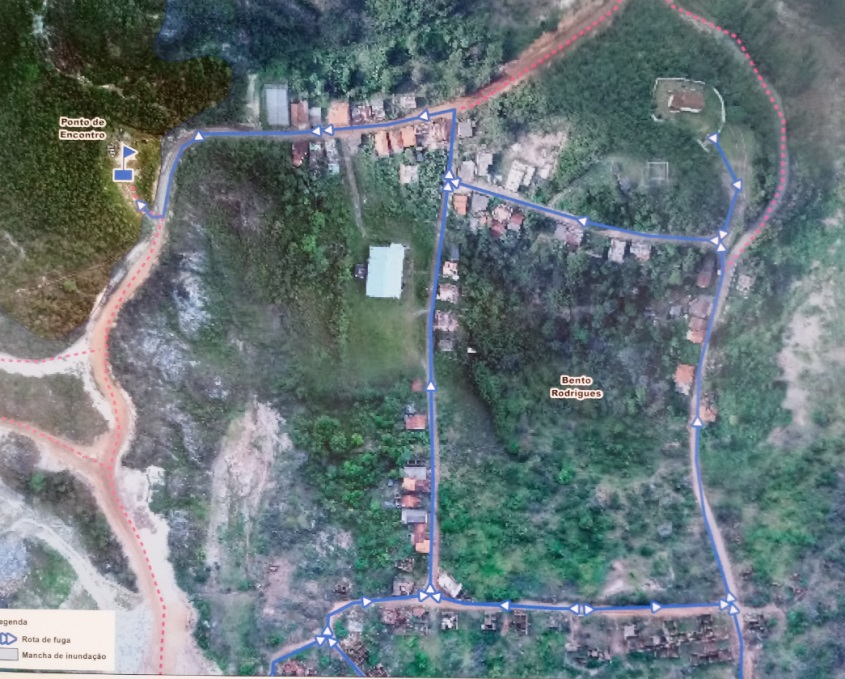 Ponto de
Encontro
Bento
Rodrigues
egenda
Rota de fuga
Mancha de inundação